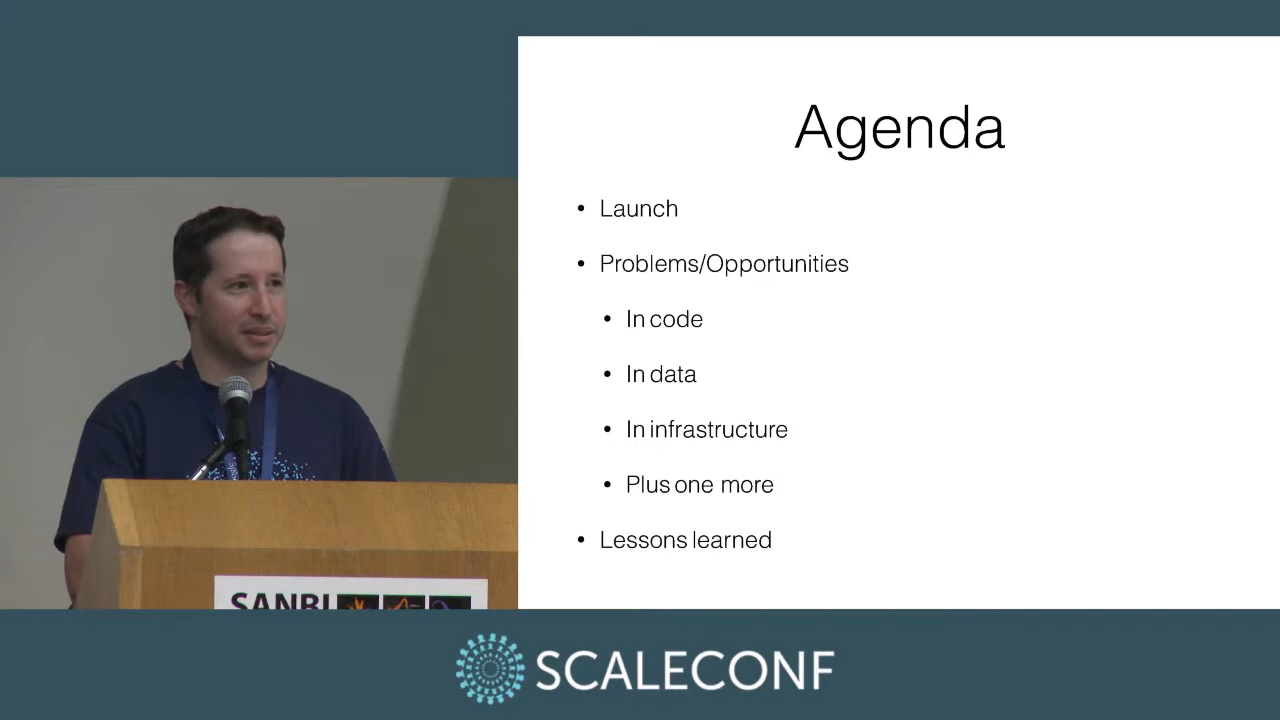 Agenda
• Launch
• Problems/Opportunities
• In code
• In data
• In infrastructure
• Plus one more
• Lessons learned
SANBI
SCALECONF